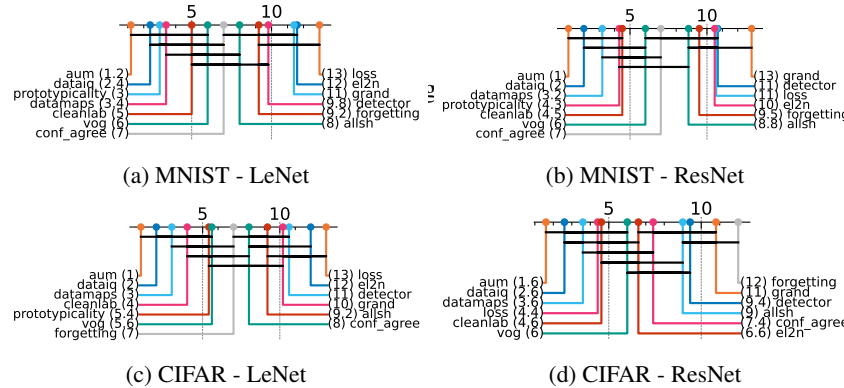 5 10
aum (1.2) (13) loss
dataiq (2.4) (12) el2n
prototypicality (3) (11) grand
datamaps (3.4) (9.8) detector
cleanlab (5) (9.2) forgetting
vog (6) (8) allsh
conf_agree (7)
(a) MNIST - LeNet
5 10
aum (1) (13) grand
dataiq (2) (11) detector
datamaps (3.2) (11) loss
prototypicality (4.3) (10) el2n
cleanlab (4.5) (9.5) forgetting
vog (6) (8.8) allsh
conf_agree (7)
(b) MNIST - ResNet
5 10
aum (1) (13) loss
dataiq (2) (12) el2n
datamaps (3) (11) detector
cleanlab (4) (10) grand
prototypicality (5.4) (9.2) allsh
vog (5.6) (8) conf_agree
forgetting (7)
(c) CIFAR - LeNet
5 10
aum (1.6) (12) forgetting
dataiq (2.6) (11) grand
datamaps (3.6) (9.4) detector
loss (4.4) (9) allsh
cleanlab (4.6) (7.4) conf_agree
vog (6) (6.6) el2n
(d) CIFAR - ResNet